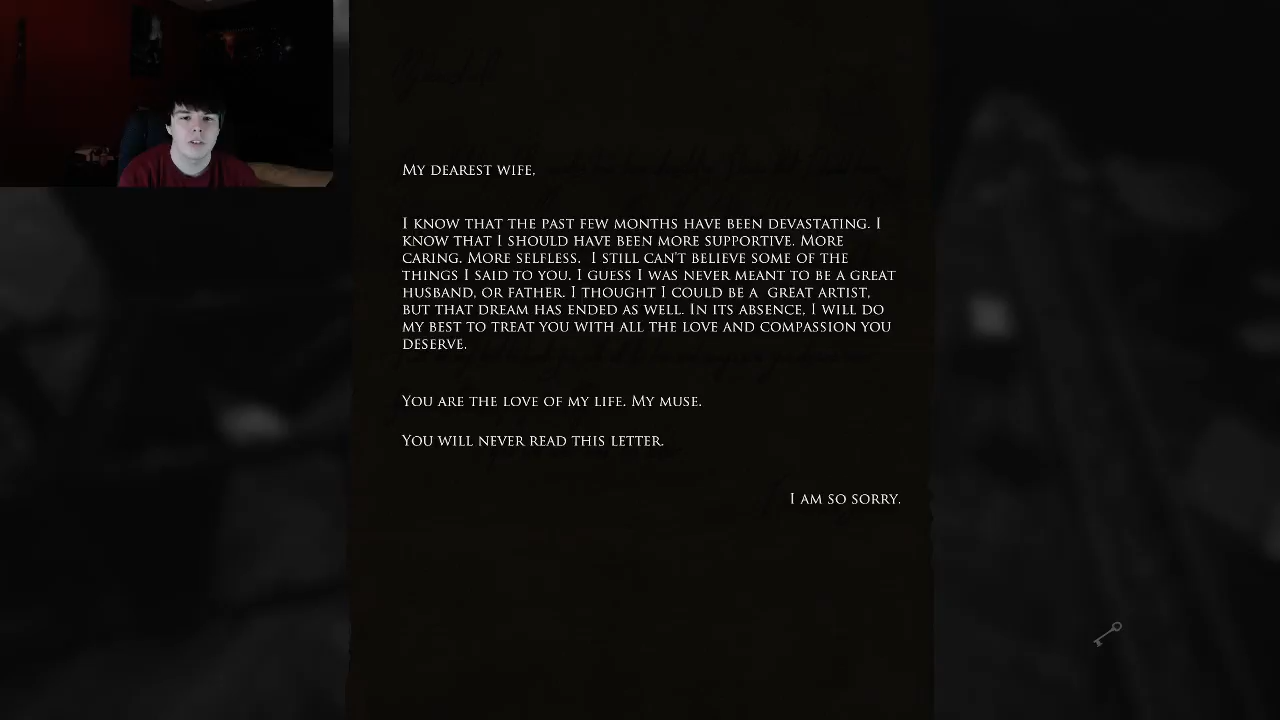 My dearest wife,
I know that the past few months have been devastating. I
know that I should have been more supportive. More
caring. More selfless.  I still can't believe some of the
things I said to you. I guess I was never meant to be a great
husband, or father. I thought I could be a  great artist,
but that dream has ended as well. In its absence, I will do
my best to treat you with all the love and compassion you
deserve.
You are the love of my life. My muse.
You will never read this letter.
I am so sorry.